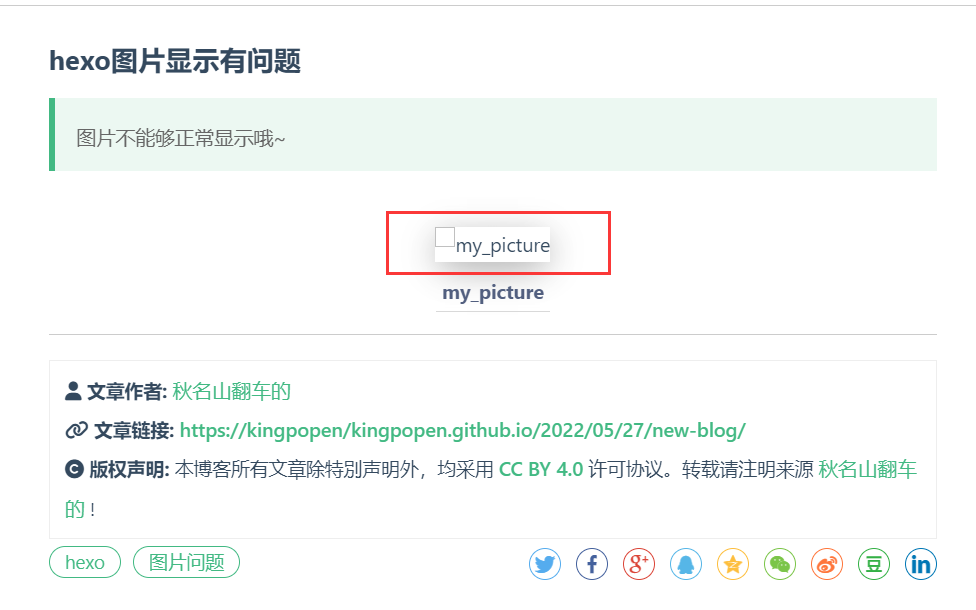 hexo图片显示有问题
图片不能够正常显示哦~
my_picture
my_picture
文章作者: 秋名山翻车的
文章链接: https://kingpopen/kingpopen.github.io/2022/05/27/new-blog/
版权声明: 本博客所有文章除特别声明外，均采用 CC BY 4.0 许可协议。转载请注明来源 秋名山翻车
的 !
hexo 图片问题